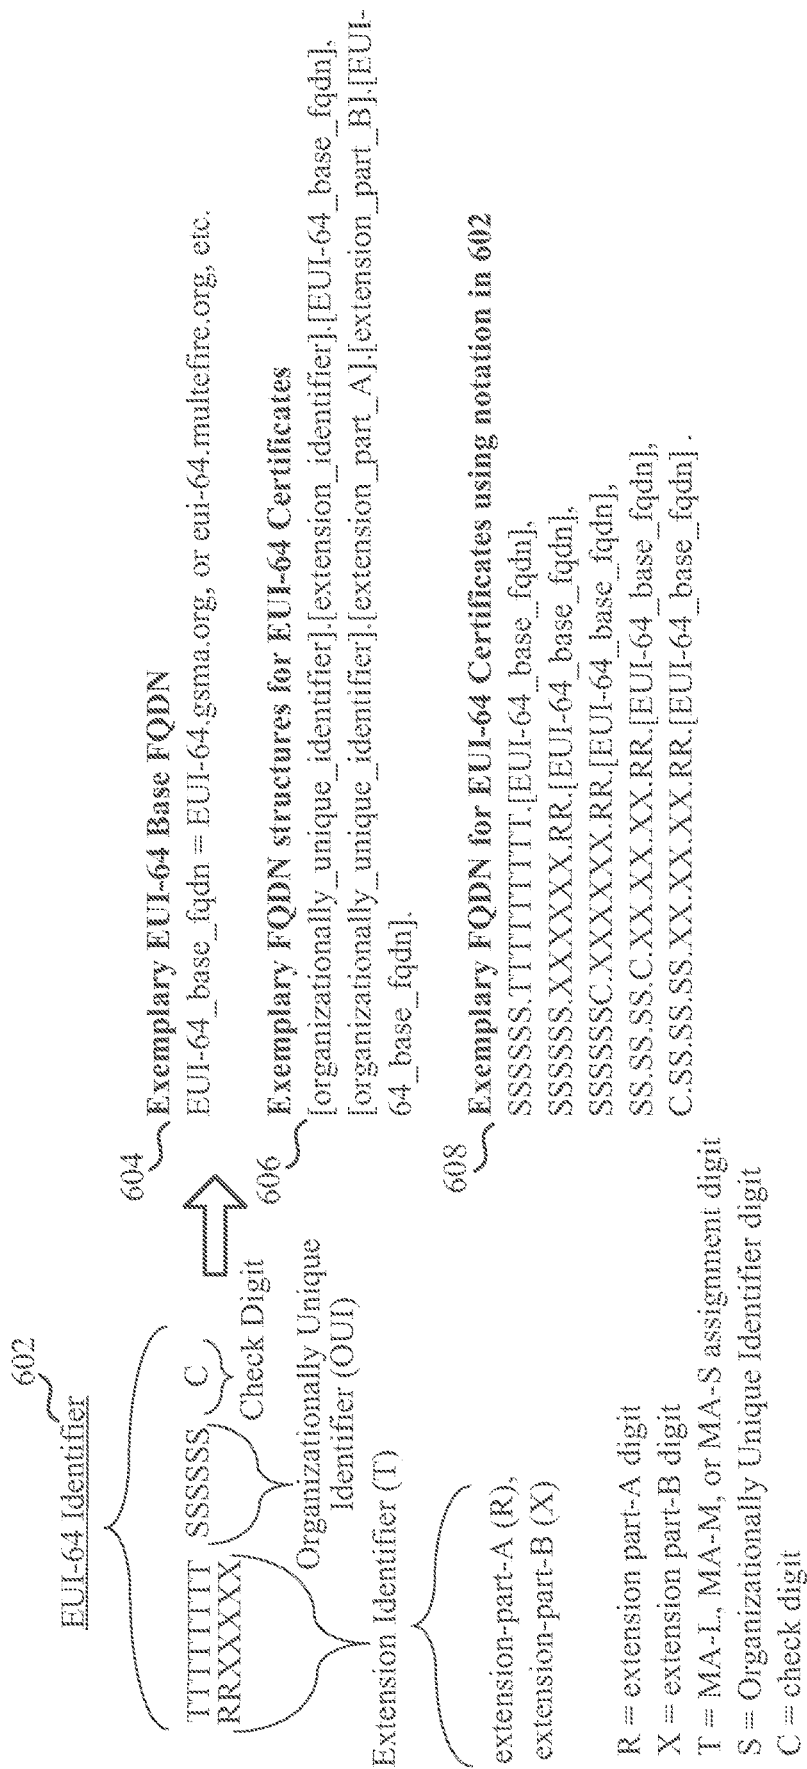 EUI-64 Identifier
602
TTTTTTTT
RRXXXXXX
SSSSSS
C
Check Digit
Organizationally Unique
Identifier (OUI)
Extension Identifier (T)
extension-part-A (R),
extension-part-B (X)
R = extension part-A digit
X = extension part-B digit
T = MA-L, MA-M, or MA-S assignment digit
S = Organizationally Unique Identifier digit
C = check digit
604
Exemplary EUI-64 Base FQDN
EUI-64_base_fqdn = EUI-64.gsma.org, or eui-64.multefire.org, etc.
606
Exemplary FQDN structures for EUI-64 Certificates
[organizationally_unique_identifier].[extension_identifier].[EUI-64_base_fqdn],
[organizationally_unique_identifier].[extension_part_A].[extension_part_B].[EUI-
64_base_fqdn].
608
Exemplary FQDN for EUI-64 Certificates using notation in 602
SSSSSS.TTTTTTTT.[EUI-64_base_fqdn],
SSSSSS.XXXXXX.RR.[EUI-64_base_fqdn],
SSSSSSC.XXXXXX.RR.[EUI-64_base_fqdn],
SS.SS.SS.C.XX.XX.XX.RR.[EUI-64_base_fqdn],
C.SS.SS.SS.XX.XX.XX.RR.[EUI-64_base_fqdn].